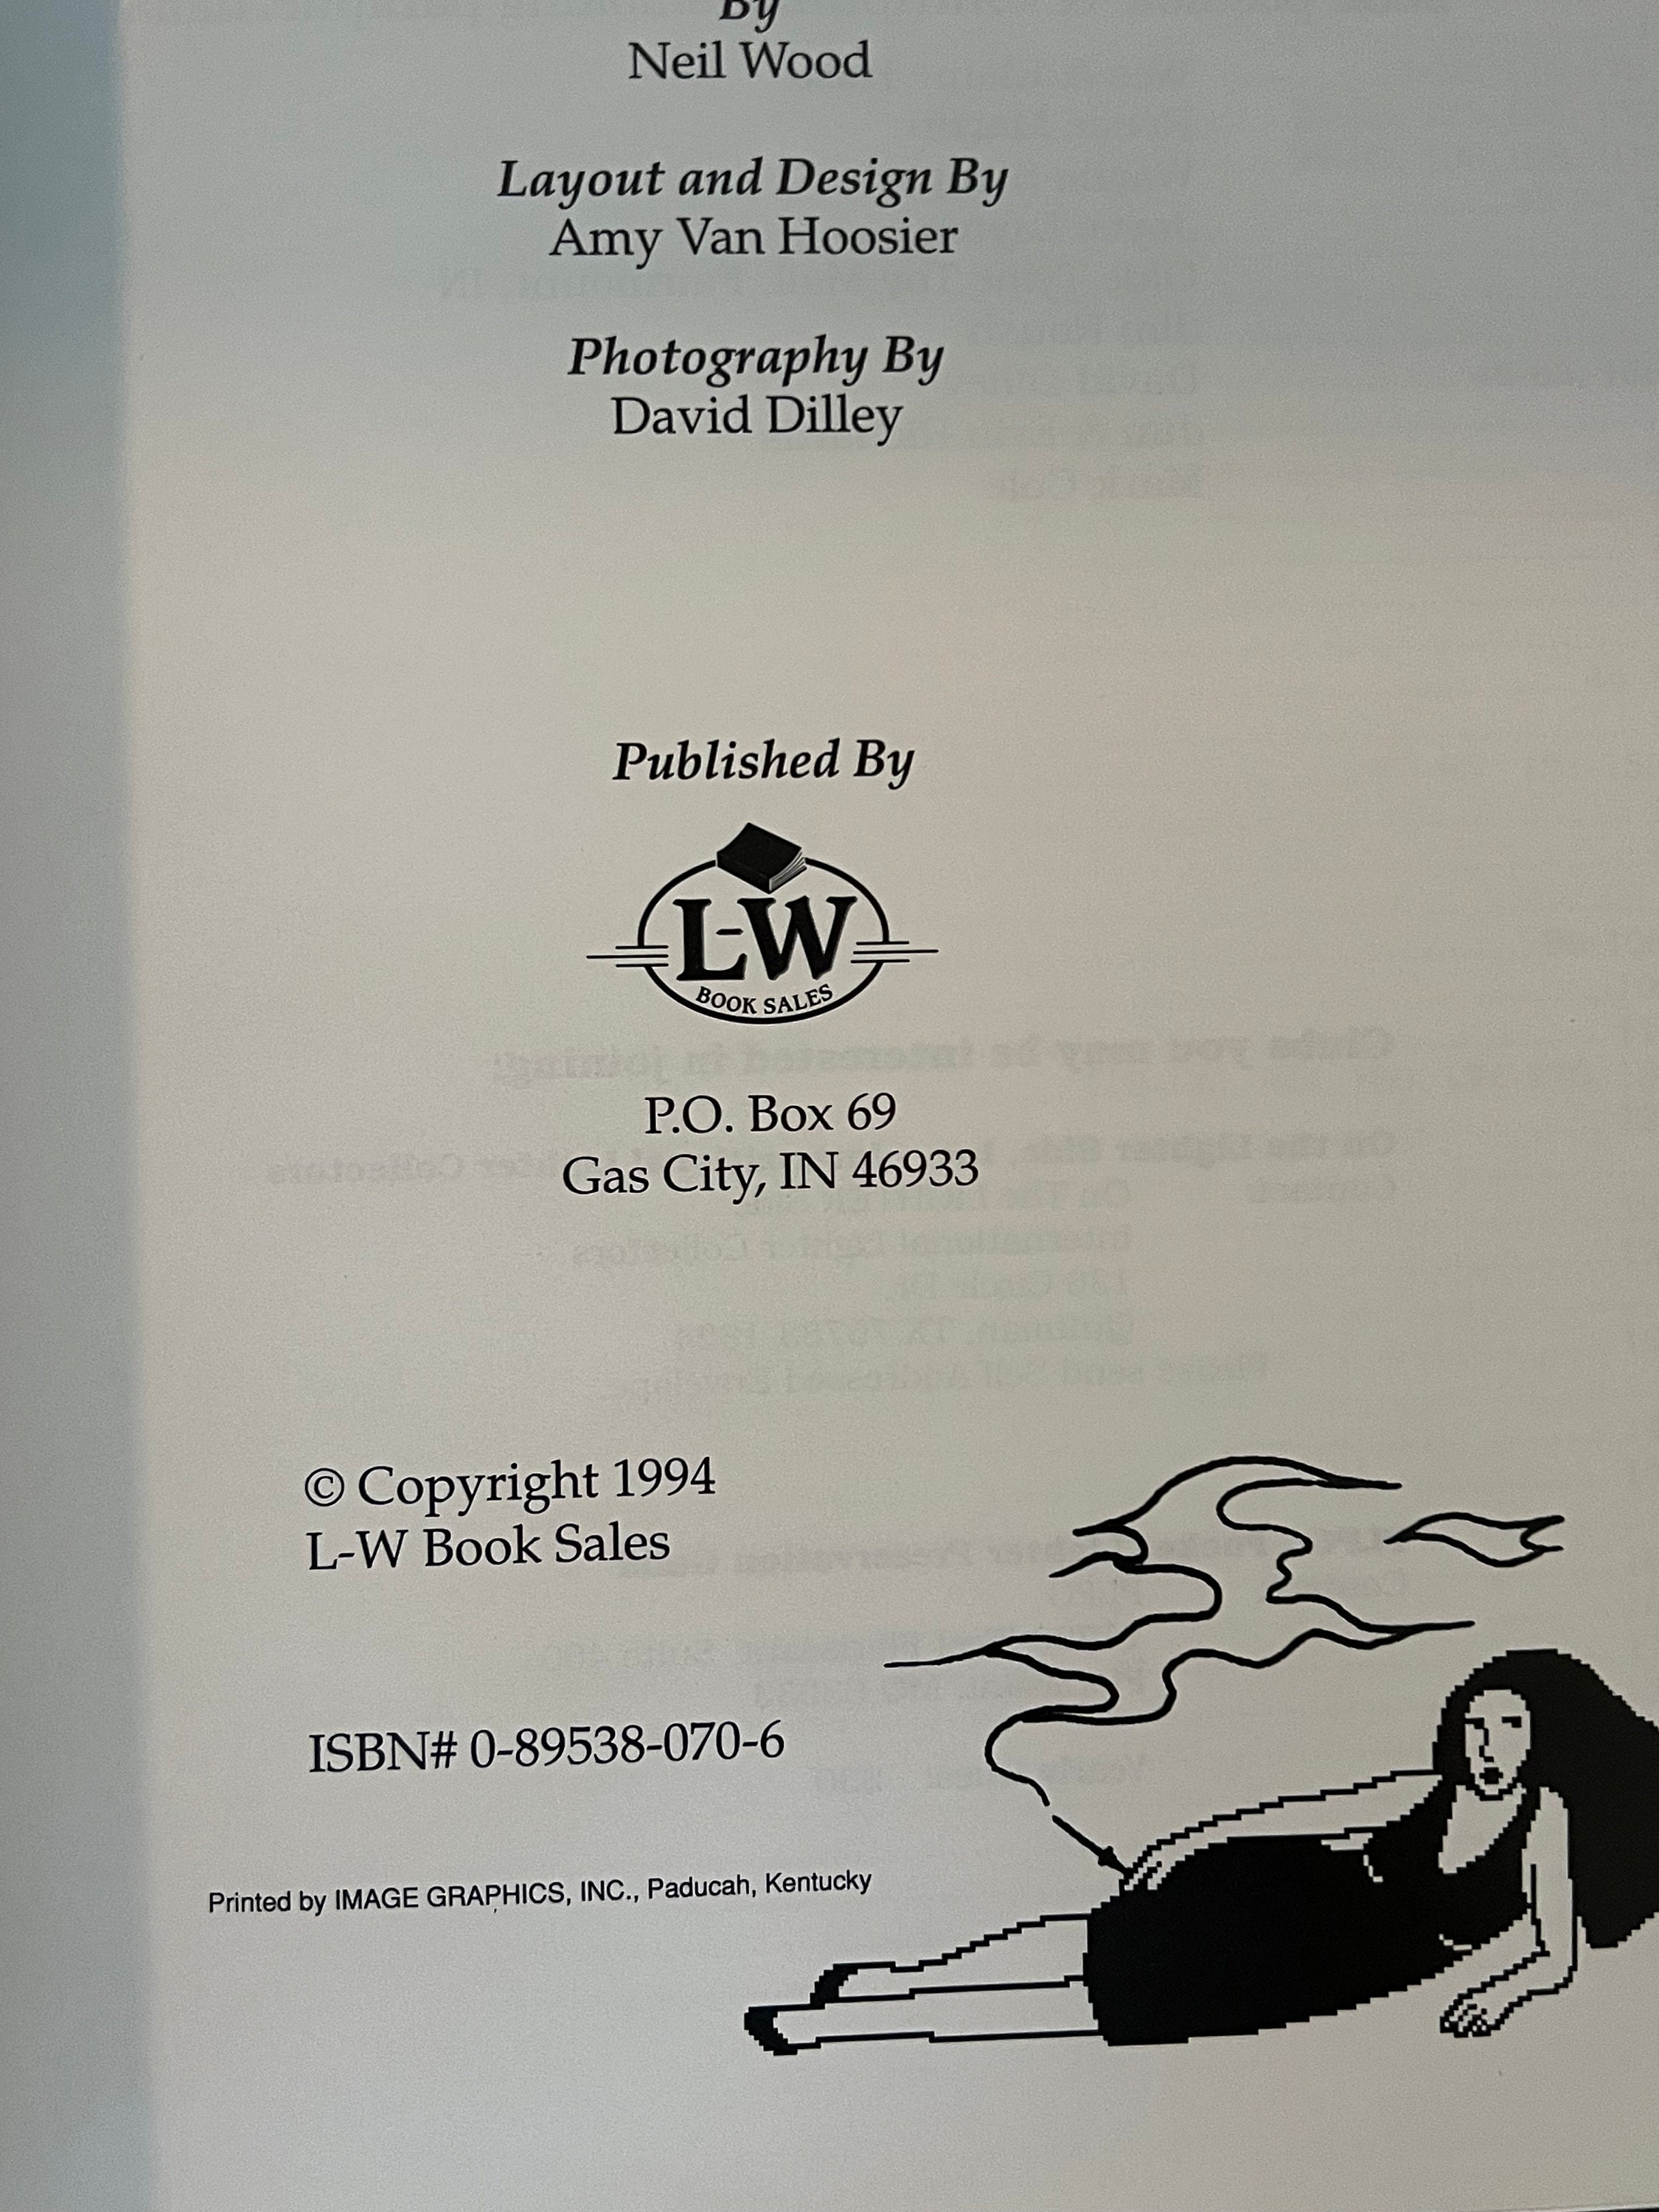 By
Neil Wood
Layout and Design By
Amy Van Hoosier
Photography By
David Dilley
Published By
L-W
BOOK SALES
P.O. Box 69
Gas City, IN 46933
© Copyright 1994
L-W Book Sales
ISBN# 0-89538-070-6
Printed by IMAGE GRAPHICS, INC., Paducah, Kentucky